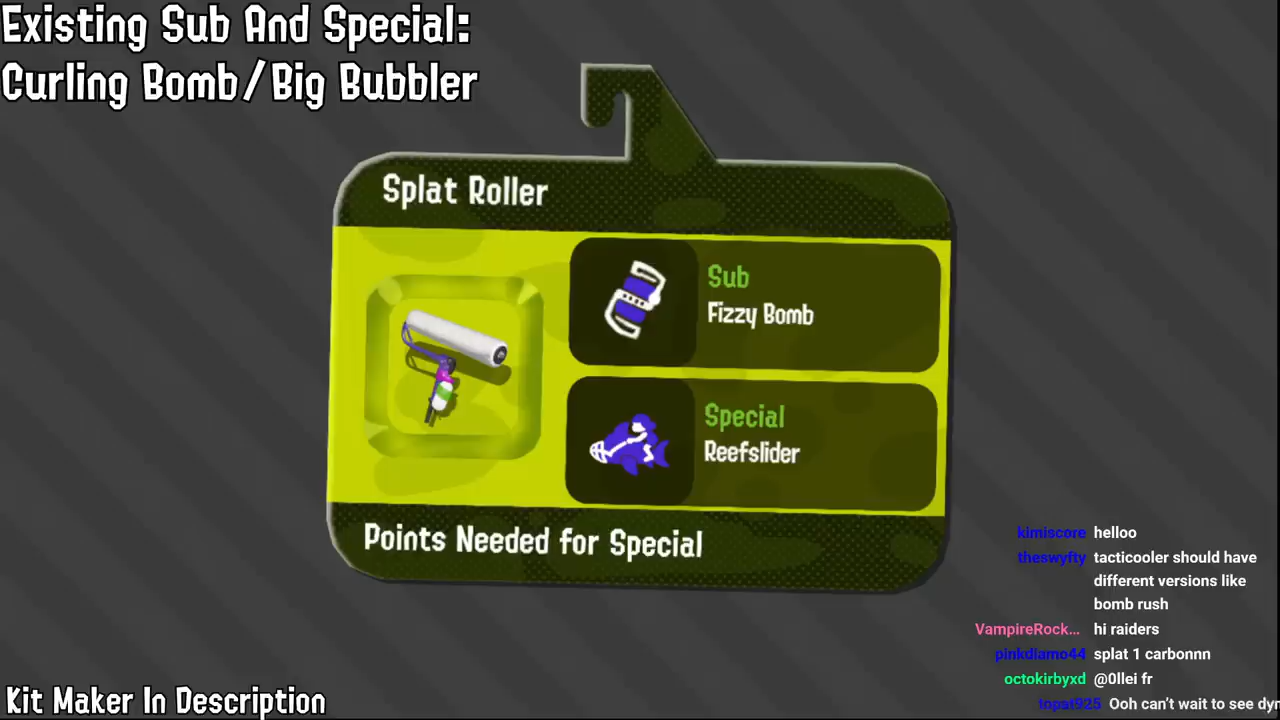 Existing Sub And Special:
Curling Bomb/Big Bubbler
Splat Roller
Sub
Fizzy Bomb
Special
Reefslider
Points Needed for Special
kimiscore helloo
theswyfty tacticooler should have
different versions like
bomb rush
VampireRock... hi raiders
pinkdiamo44 splat 1 carbonnn
octokirbyxd @0llei fr
Ooh can't wait to see
Kit Maker In Description